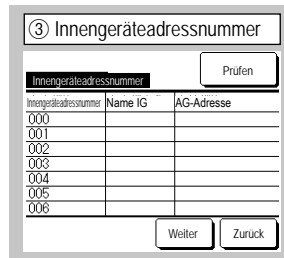 ③ Innengeräteadressnummer
Prüfen
Innengeräteadressnummer
Innengeräteadressnummer Name IG AG-Adresse
000
001
002
003
004
005
006
Weiter Zurück